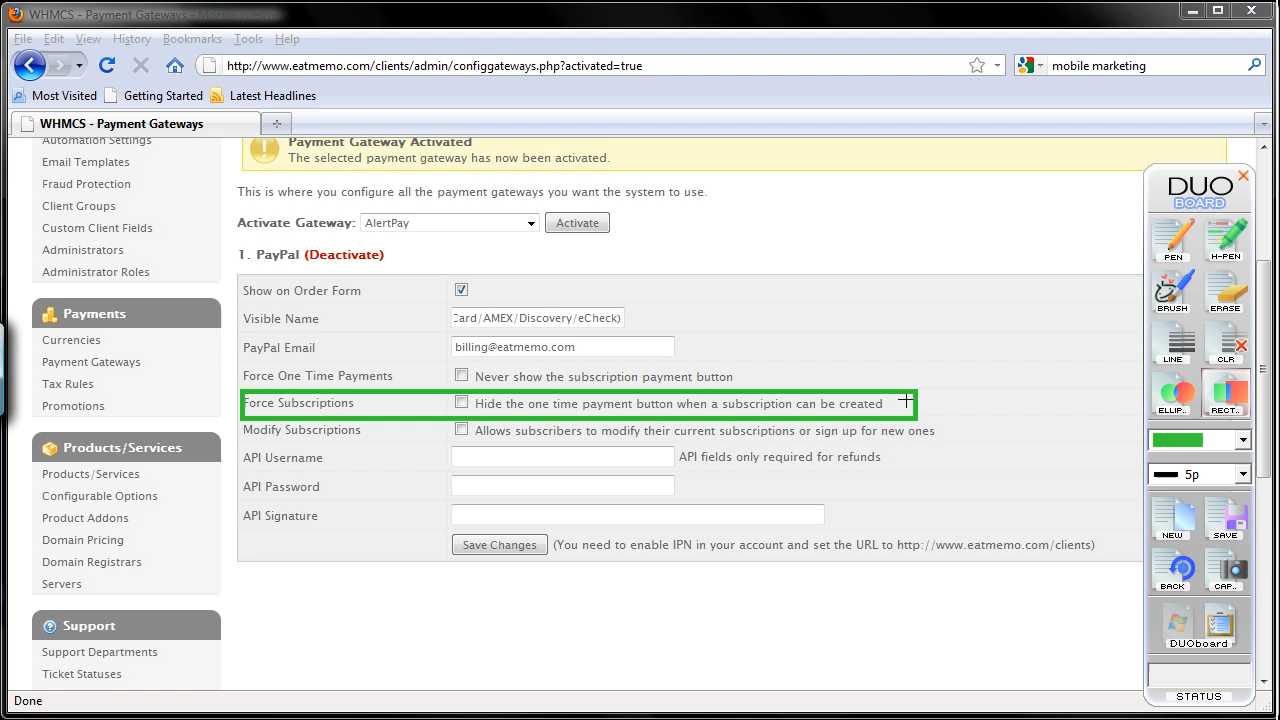 WHMCS - Payment Gateways - Mozilla Firefox
File Edit View History Bookmarks Tools Help
http://www.eatmemo.com/clients/admin/configgateways.php?activated=true
mobile marketing
Most Visited Getting Started Latest Headlines
WHMCS - Payment Gateways
Automation Settings
Email Templates
Fraud Protection
Client Groups
Custom Client Fields
Administrators
Administrator Roles
Payments
Currencies
Payment Gateways
Tax Rules
Promotions
Products/Services
Products/Services
Configurable Options
Product Addons
Domain Pricing
Domain Registrars
Servers
Support
Support Departments
Ticket Statuses
Payment Gateway Activated
The selected payment gateway has now been activated.
This is where you configure all the payment gateways you want the system to use.
Activate Gateway: AlertPay Activate
1. PayPal (Deactivate)
Show on Order Form
Visible Name Card/AMEX/Discovery/eCheck)
PayPal Email billing@eatmemo.com
Force One Time Payments Never show the subscription payment button
Force Subscriptions Hide the one time payment button when a subscription can be created
Modify Subscriptions Allows subscribers to modify their current subscriptions or sign up for new ones
API Username API fields only required for refunds
API Password
API Signature
Save Changes (You need to enable IPN in your account and set the URL to http://www.eatmemo.com/clients)
DUO
BOARD
PEN H-PEN
BRUSH ERASE
LINE CLR
ELLIP.. RECT..
5p
NEW SAVE
BACK CAP..
DUOboard
STATUS
Done